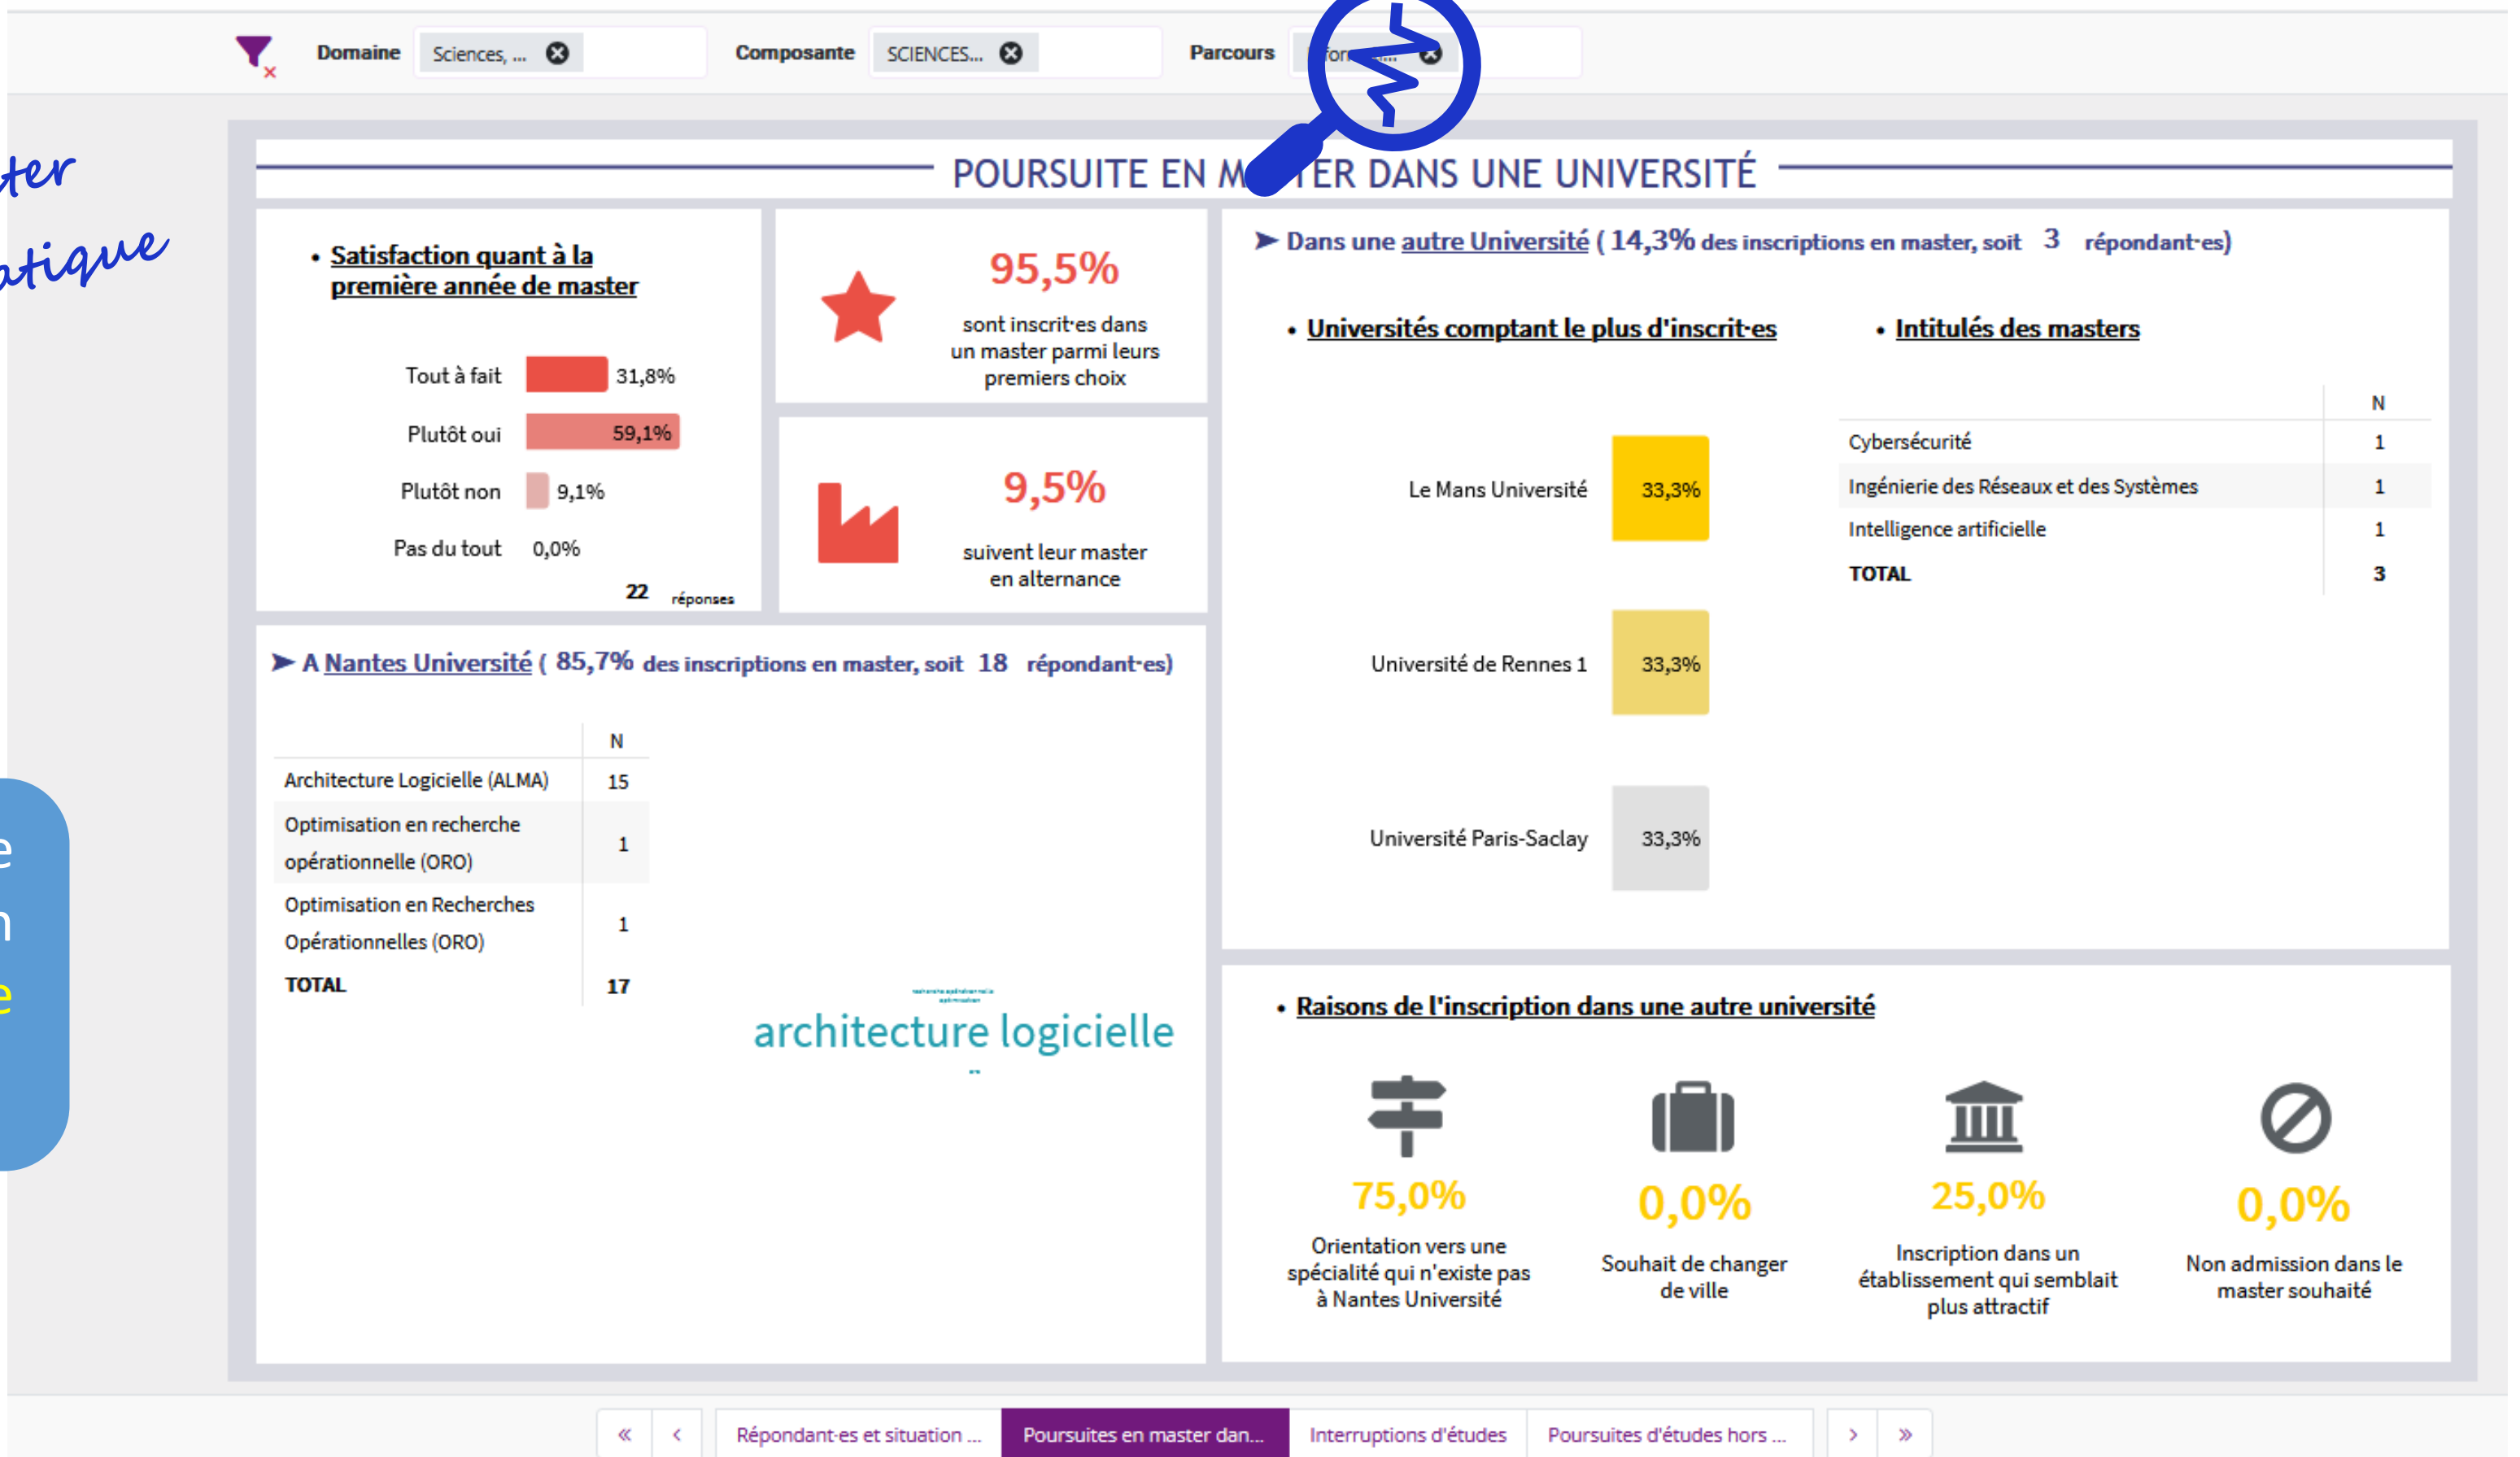 Domaine Sciences, ... Composante SCIENCES... Parcours
ter
atique
POURSUITE EN DANS UNE UNIVERSITÉ
• Satisfaction quant à la
première année de master
Tout à fait 31,8%
Plutôt oui 59,1%
Plutôt non 9,1%
Pas du tout 0,0%
22 réponses
95,5%
sont inscrit·es dans
un master parmi leurs
premiers choix
9,5%
suivent leur master
en alternance
➤ Dans une autre Université ( 14,3% des inscriptions en master, soit 3 répondant·es)
• Universités comptant le plus d'inscrit·es
Le Mans Université 33,3%
Université de Rennes 1 33,3%
Université Paris-Saclay 33,3%
• Intitulés des masters
N
Cybersécurité 1
Ingénierie des Réseaux et des Systèmes 1
Intelligence artificielle 1
TOTAL 3
➤ A Nantes Université ( 85,7% des inscriptions en master, soit 18 répondant·es)
N
Architecture Logicielle (ALMA) 15
Optimisation en recherche
opérationnelle (ORO) 1
Optimisation en Recherches
Opérationnelles (ORO) 1
TOTAL 17
architecture logicielle
e
n
e
• Raisons de l'inscription dans une autre université
75,0%
Orientation vers une
spécialité qui n'existe pas
à Nantes Université
0,0%
Souhait de changer
de ville
25,0%
Inscription dans un
établissement qui semblait
plus attractif
0,0%
Non admission dans le
master souhaité
« < Répondant·es et situation ... Poursuites en master dan... Interruptions d'études Poursuites d'études hors ... > »